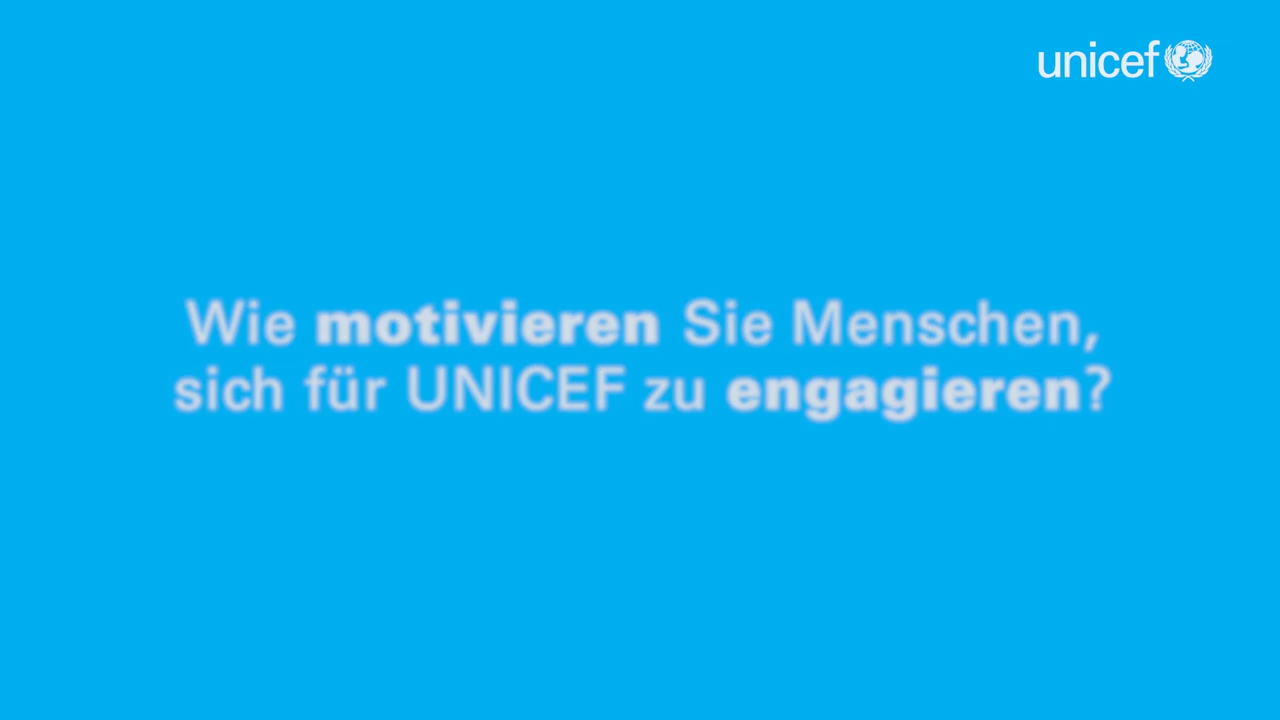 unicef
Wie motivieren Sie Menschen,
sich für UNICEF zu engagieren?